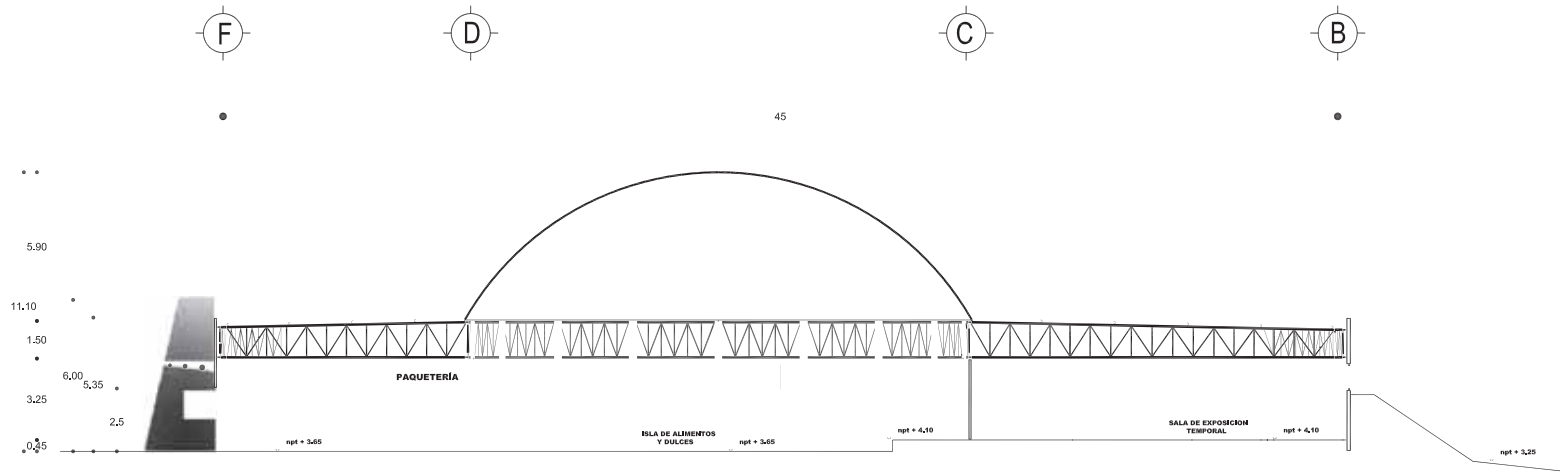 F
D
C
B
45
5.90
11.10
1.50
6.00
5.35
3.25
2.5
0.45
PAQUETERÍA
npt + 3.65
ISLA DE ALIMENTOS
Y DULCES
npt + 3.65
npt + 4.10
SALA DE EXPOSICION
TEMPORAL
npt + 4.10
npt + 3.25